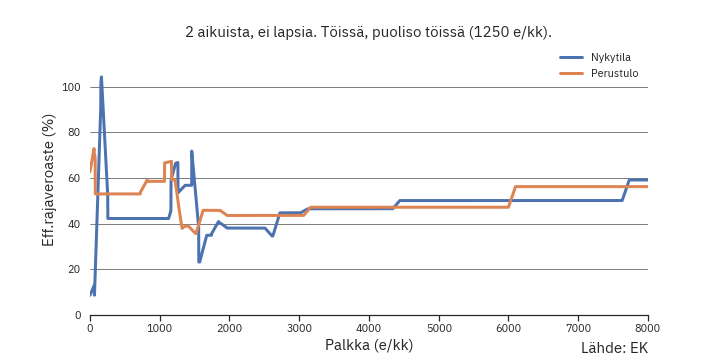 2 aikuista, ei lapsia. Töissä, puoliso töissä (1250 e/kk).
Nykytila
Perustulo
Eff.rajaveroaste (%)
100
80
60
40
20
0
0 1000 2000 3000 4000 5000 6000 7000 8000
Palkka (e/kk)
Lähde: EK